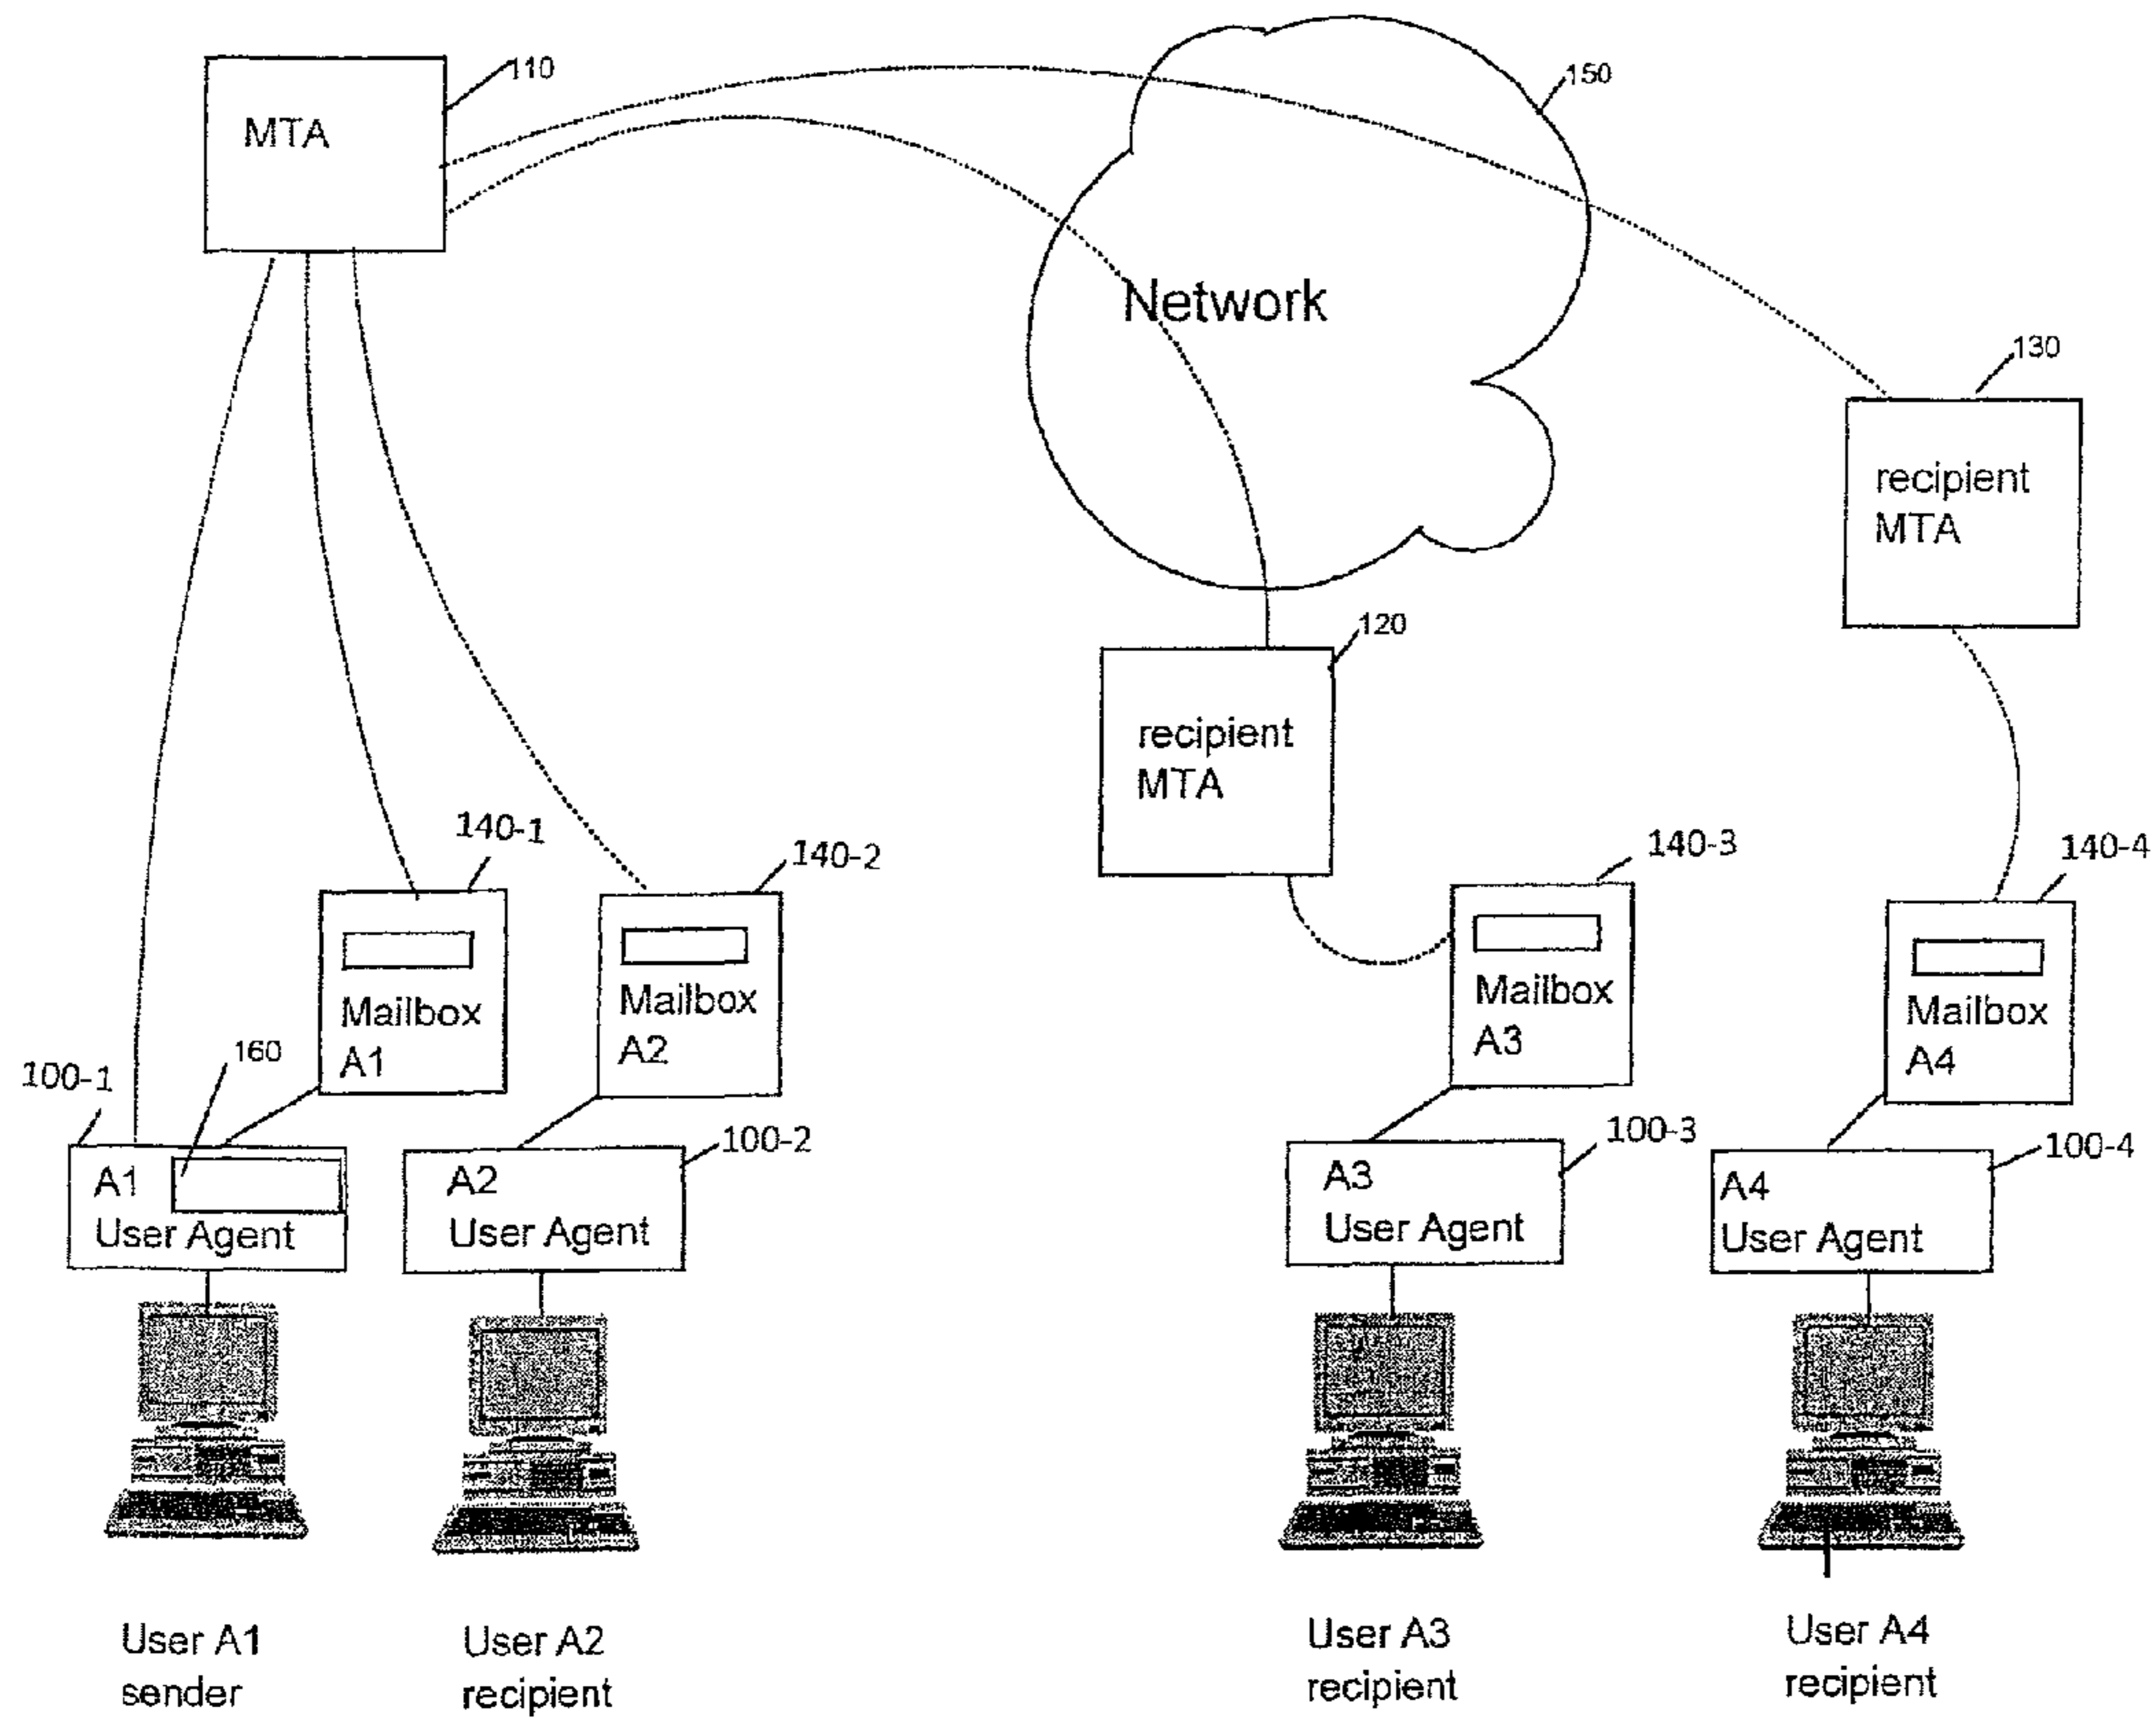 110
MTA
150
Network
130
recipient
MTA
120
recipient
MTA
140-1
Mailbox
A1
140-2
Mailbox
A2
140-3
Mailbox
A3
140-4
Mailbox
A4
100-1
160
A1
User Agent
100-2
A2
User Agent
100-3
A3
User Agent
100-4
A4
User Agent
User A1
sender
User A2
recipient
User A3
recipient
User A4
recipient